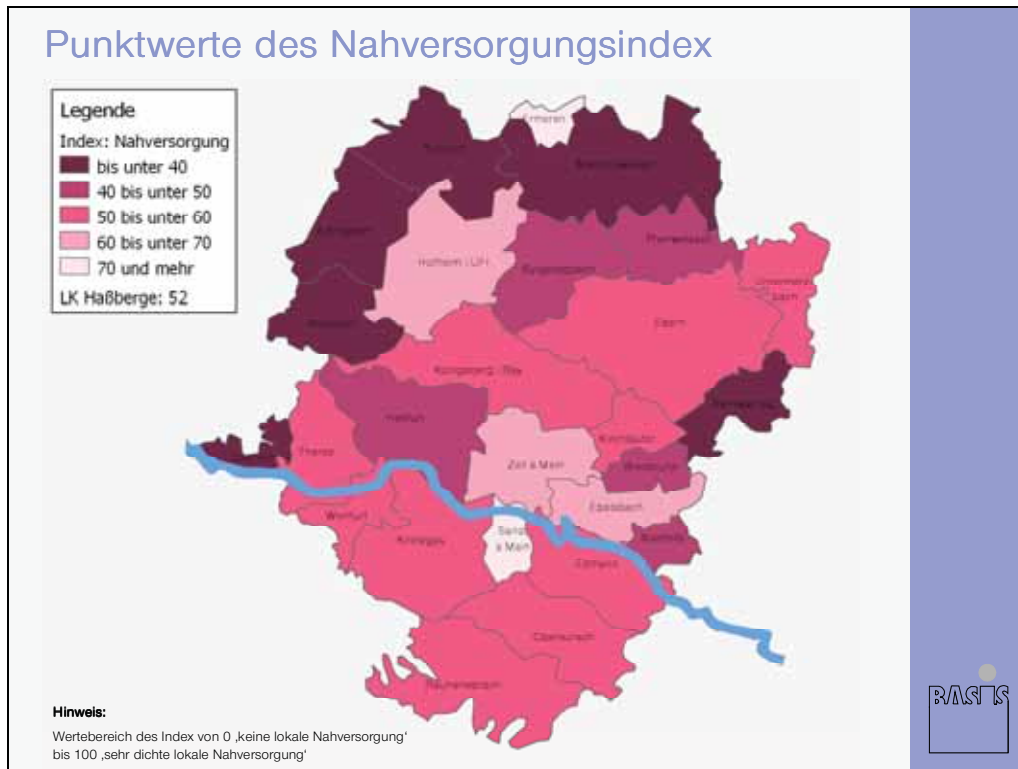 Punktwerte des Nahversorgungsindex
Legende
Index: Nahversorgung
bis unter 40
40 bis unter 50
50 bis unter 60
60 bis unter 70
70 und mehr
LK Haßberge: 52
Ermershsn
Hofheim i.UFr.
Ebern
Königsberg i.Bay
Haßfurt
Theres
Kirchlauter
Zeil a Main
Ebelsbach
Wonfurt
Knetzgau
Sand
a Main
Eltmann
Oberaurach
Rauhenebrach
Hinweis:
Wertebereich des Index von 0 ‚keine lokale Nahversorgung‘
bis 100 ‚sehr dichte lokale Nahversorgung‘
BASIS